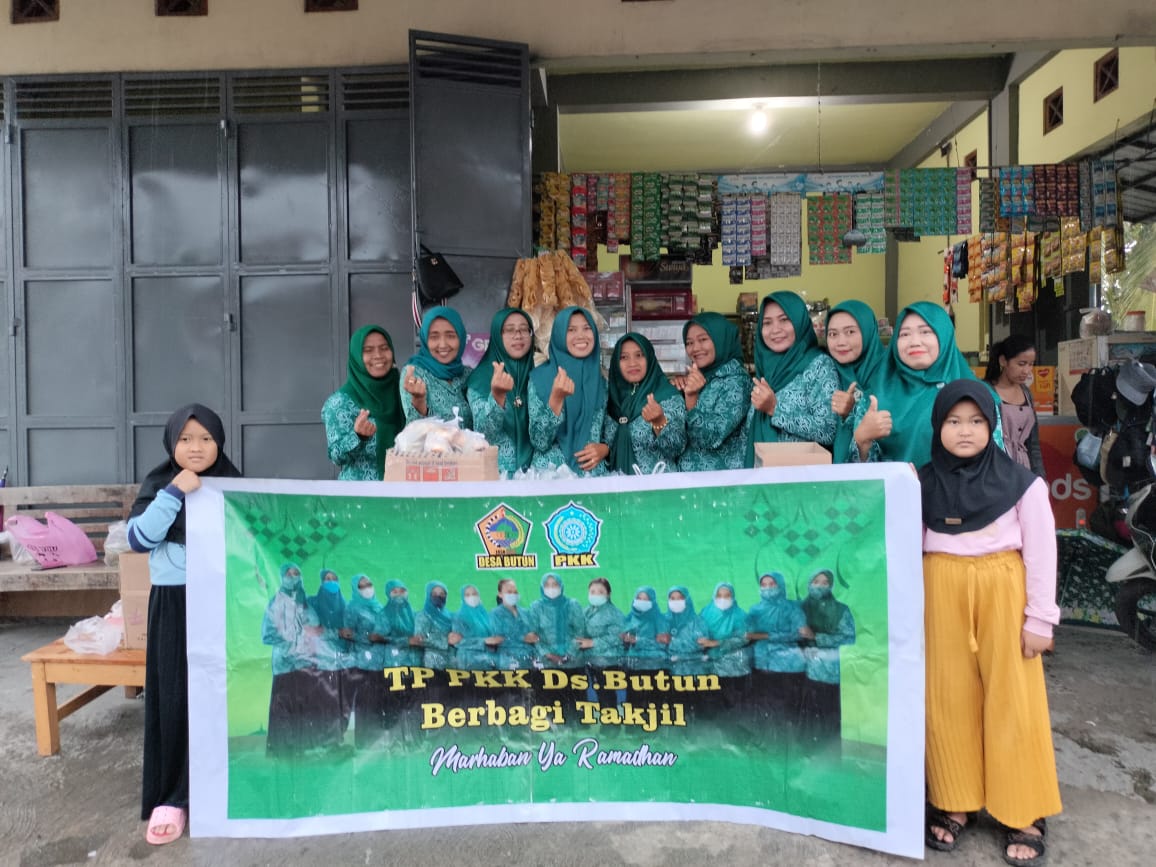 DESA BUTUN
PKK
TP PKK Ds.Butun
Berbagi Takjil
Marhaban Ya Ramadhan